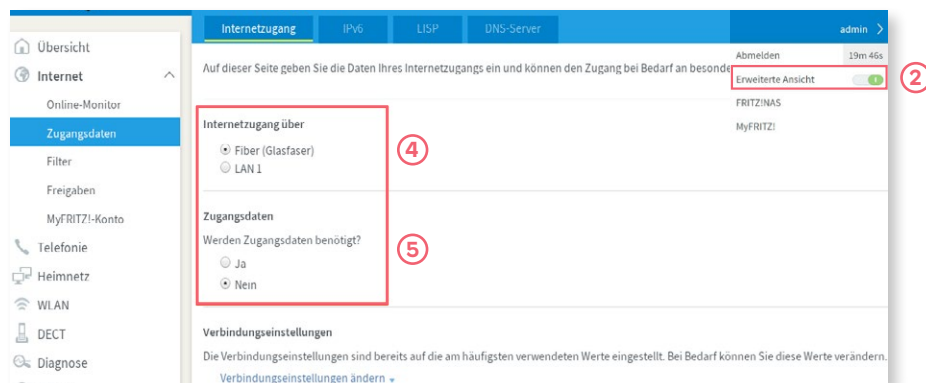 Internetzugang IPv6 LISP DNS-Server admin
Übersicht
Internet
Online-Monitor
Zugangsdaten
Filter
Freigaben
MyFRITZ!-Konto
Telefonie
Heimnetz
WLAN
DECT
Diagnose
Auf dieser Seite geben Sie die Daten Ihres Internetzugangs ein und können den Zugang bei Bedarf an
Abmelden 19m 46s
Erweiterte Ansicht
2
FRITZ!NAS
MyFRITZ!
Internetzugang über
Fiber (Glasfaser)
LAN 1
4
Zugangsdaten
Werden Zugangsdaten benötigt?
Ja
Nein
5
Verbindungseinstellungen
Die Verbindungseinstellungen sind bereits auf die am häufigsten verwendeten Werte eingestellt. Bei Bedarf können Sie diese Werte verändern.
Verbindungseinstellungen ändern